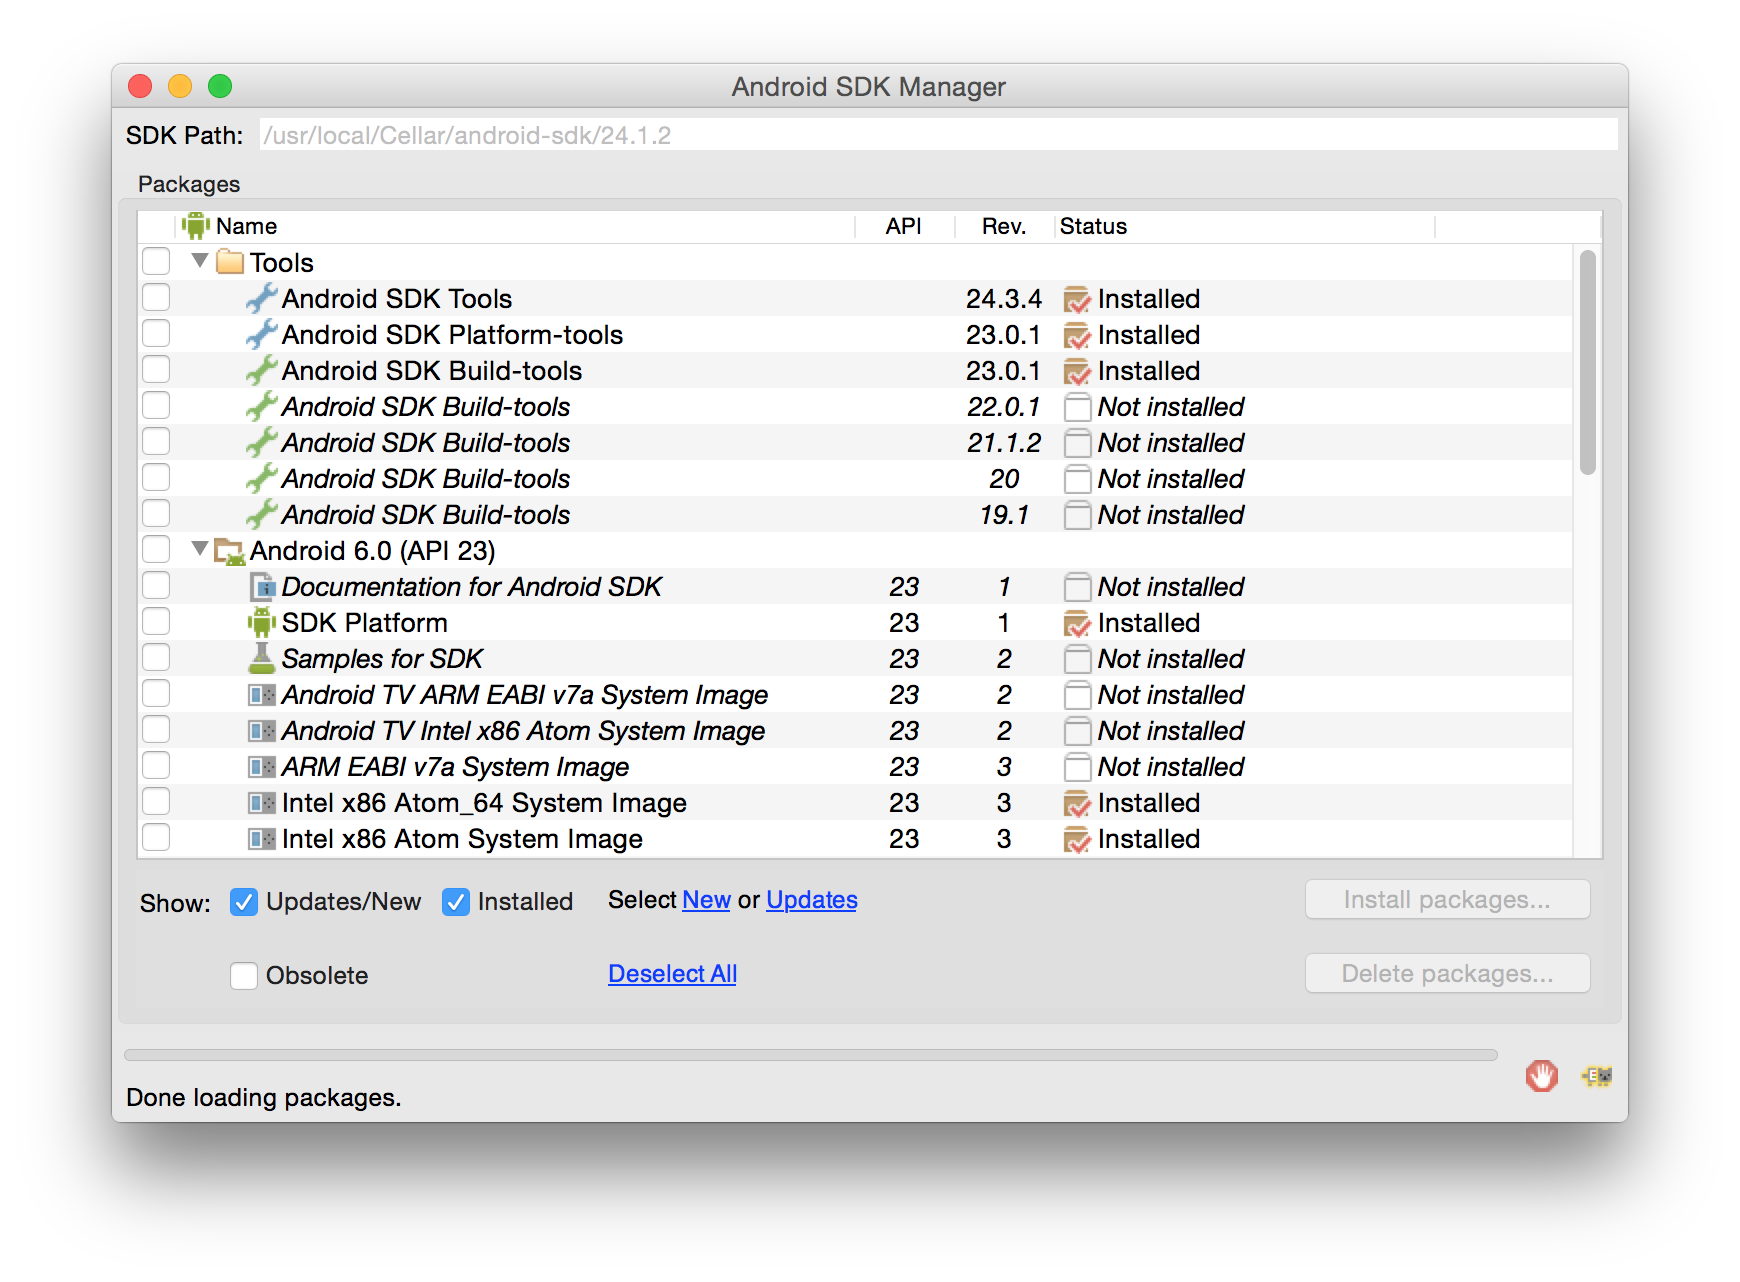 Android SDK Manager
SDK Path: /usr/local/Cellar/android-sdk/24.1.2
Packages
Name API Rev. Status
Tools
Android SDK Tools 24.3.4 Installed
Android SDK Platform-tools 23.0.1 Installed
Android SDK Build-tools 23.0.1 Installed
Android SDK Build-tools 22.0.1 Not installed
Android SDK Build-tools 21.1.2 Not installed
Android SDK Build-tools 20 Not installed
Android SDK Build-tools 19.1 Not installed
Android 6.0 (API 23)
Documentation for Android SDK 23 1 Not installed
SDK Platform 23 1 Installed
Samples for SDK 23 2 Not installed
Android TV ARM EABI v7a System Image 23 2 Not installed
Android TV Intel x86 Atom System Image 23 2 Not installed
ARM EABI v7a System Image 23 3 Not installed
Intel x86 Atom_64 System Image 23 3 Installed
Intel x86 Atom System Image 23 3 Installed
Show: Updates/New Installed Select New or Updates Install packages...
Obsolete Deselect All Delete packages...
Done loading packages.